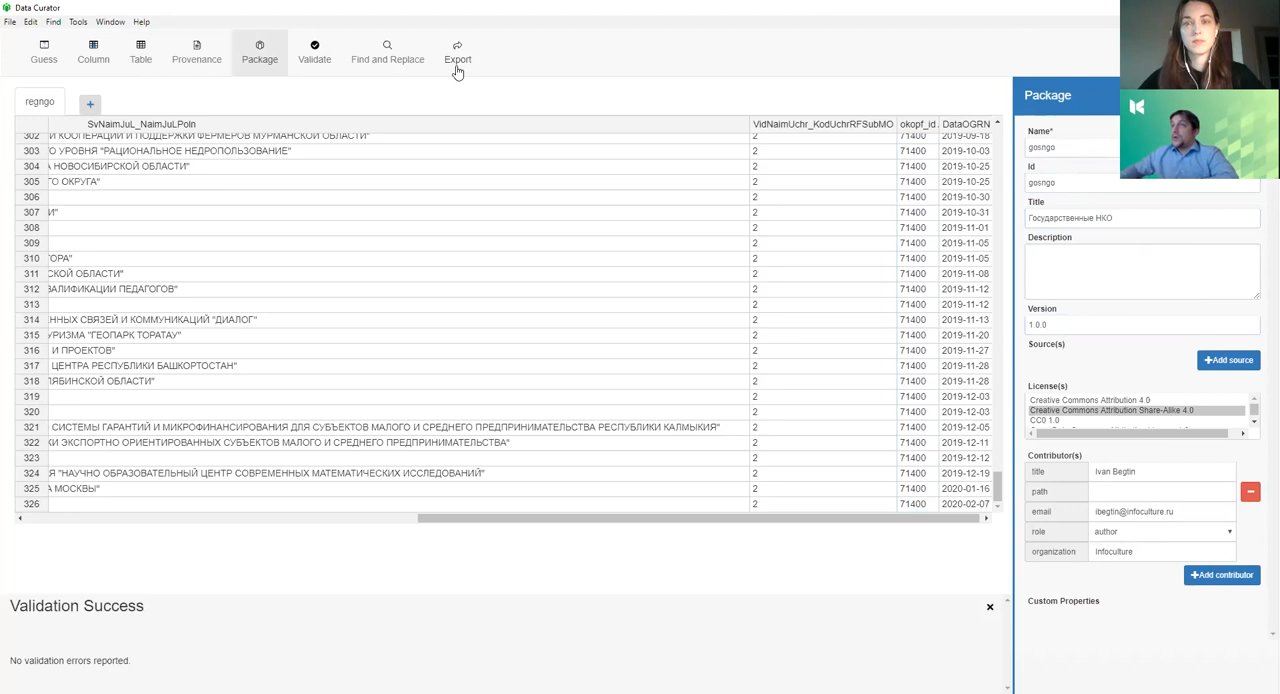 Data Curator
File Edit Find Tools Window Help
Guess Column Table Provenance Package Validate Find and Replace Export
regngo +
SvNaimJuL_NaimJuLPoln VidNaimUchr_KodUchrRFSubMO okopf_id DataOGRN
302 И КООПЕРАЦИИ И ПОДДЕРЖКИ ФЕРМЕРОВ МУРМАНСКОЙ ОБЛАСТИ" 2 71400 2019-09-18
303 О УРОВНЯ "РАЦИОНАЛЬНОЕ НЕДРОПОЛЬЗОВАНИЕ" 2 71400 2019-10-03
304 А НОВОСИБИРСКОЙ ОБЛАСТИ" 2 71400 2019-10-25
305 ГО ОКРУГА" 2 71400 2019-10-25
306 2 71400 2019-10-30
307 И" 2 71400 2019-10-31
308 2 71400 2019-11-01
309 2 71400 2019-11-05
310 ТОРА" 2 71400 2019-11-05
311 СКОЙ ОБЛАСТИ" 2 71400 2019-11-08
312 ВАЛИФИКАЦИИ ПЕДАГОГОВ" 2 71400 2019-11-12
313 2 71400 2019-11-12
314 ННЫХ СВЯЗЕЙ И КОММУНИКАЦИЙ "ДИАЛОГ" 2 71400 2019-11-13
315 УРИЗМА "ГЕОПАРК ТОРАТАУ" 2 71400 2019-11-20
316 И ПРОЕКТОВ" 2 71400 2019-11-27
317 ЦЕНТРА РЕСПУБЛИКИ БАШКОРТОСТАН" 2 71400 2019-11-28
318 ЛЯБИНСКОЙ ОБЛАСТИ" 2 71400 2019-11-28
319 2 71400 2019-12-03
320 2 71400 2019-12-03
321 СИСТЕМЫ ГАРАНТИЙ И МИКРОФИНАНСИРОВАНИЯ ДЛЯ СУБЪЕКТОВ МАЛОГО И СРЕДНЕГО ПРЕДПРИНИМАТЕЛЬСТВА РЕСПУБЛИКИ КАЛМЫКИЯ" 2 71400 2019-12-05
322 КИ ЭКСПОРТНО ОРИЕНТИРОВАННЫХ СУБЪЕКТОВ МАЛОГО И СРЕДНЕГО ПРЕДПРИНИМАТЕЛЬСТВА" 2 71400 2019-12-11
323 2 71400 2019-12-12
324 Я "НАУЧНО ОБРАЗОВАТЕЛЬНЫЙ ЦЕНТР СОВРЕМЕННЫХ МАТЕМАТИЧЕСКИХ ИССЛЕДОВАНИЙ" 2 71400 2019-12-19
325 А МОСКВЫ" 2 71400 2020-01-16
326 2 71400 2020-02-07
Validation Success
No validation errors reported.
Package
Name*
gosngo
Id
gosngo
Title
Государственные НКО
Description
Version
1.0.0
Source(s)
+Add source
License(s)
Creative Commons Attribution 4.0
Creative Commons Attribution Share-Alike 4.0
CC0 1.0
Contributor(s)
title Ivan Begtin
path
email ibegtin@infoculture.ru
role author
organization Infoculture
+Add contributor
Custom Properties